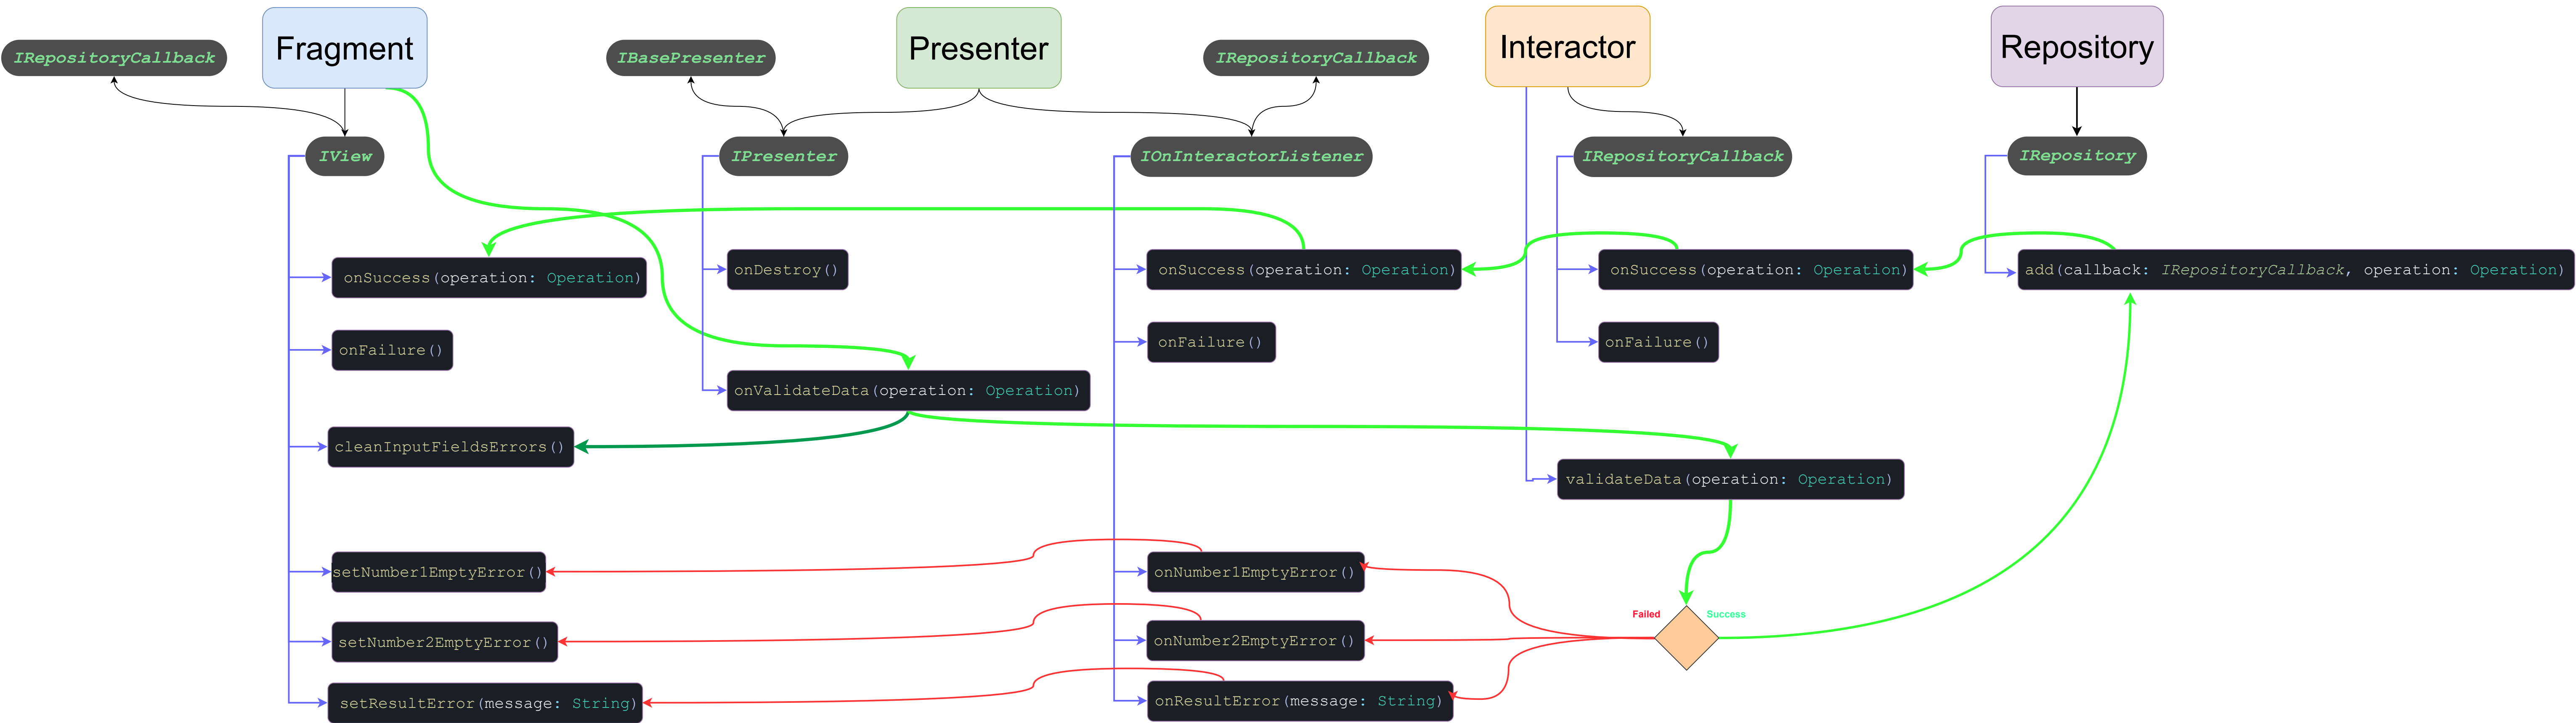 Fragment
Presenter
Interactor
Repository
IRepositoryCallback
IBasePresenter
IRepositoryCallback
IView
IPresenter
IOnInteractorListener
IRepositoryCallback
IRepository
onSuccess(operation: Operation)
onDestroy()
onSuccess(operation: Operation)
onSuccess(operation: Operation)
add(callback: IRepositoryCallback, operation: Operation)
onFailure()
onFailure()
onFailure()
onValidateData(operation: Operation)
cleanInputFieldsErrors()
validateData(operation: Operation)
setNumber1EmptyError()
onNumber1EmptyError()
Failed
Success
setNumber2EmptyError()
onNumber2EmptyError()
setResultError(message: String)
onResultError(message: String)